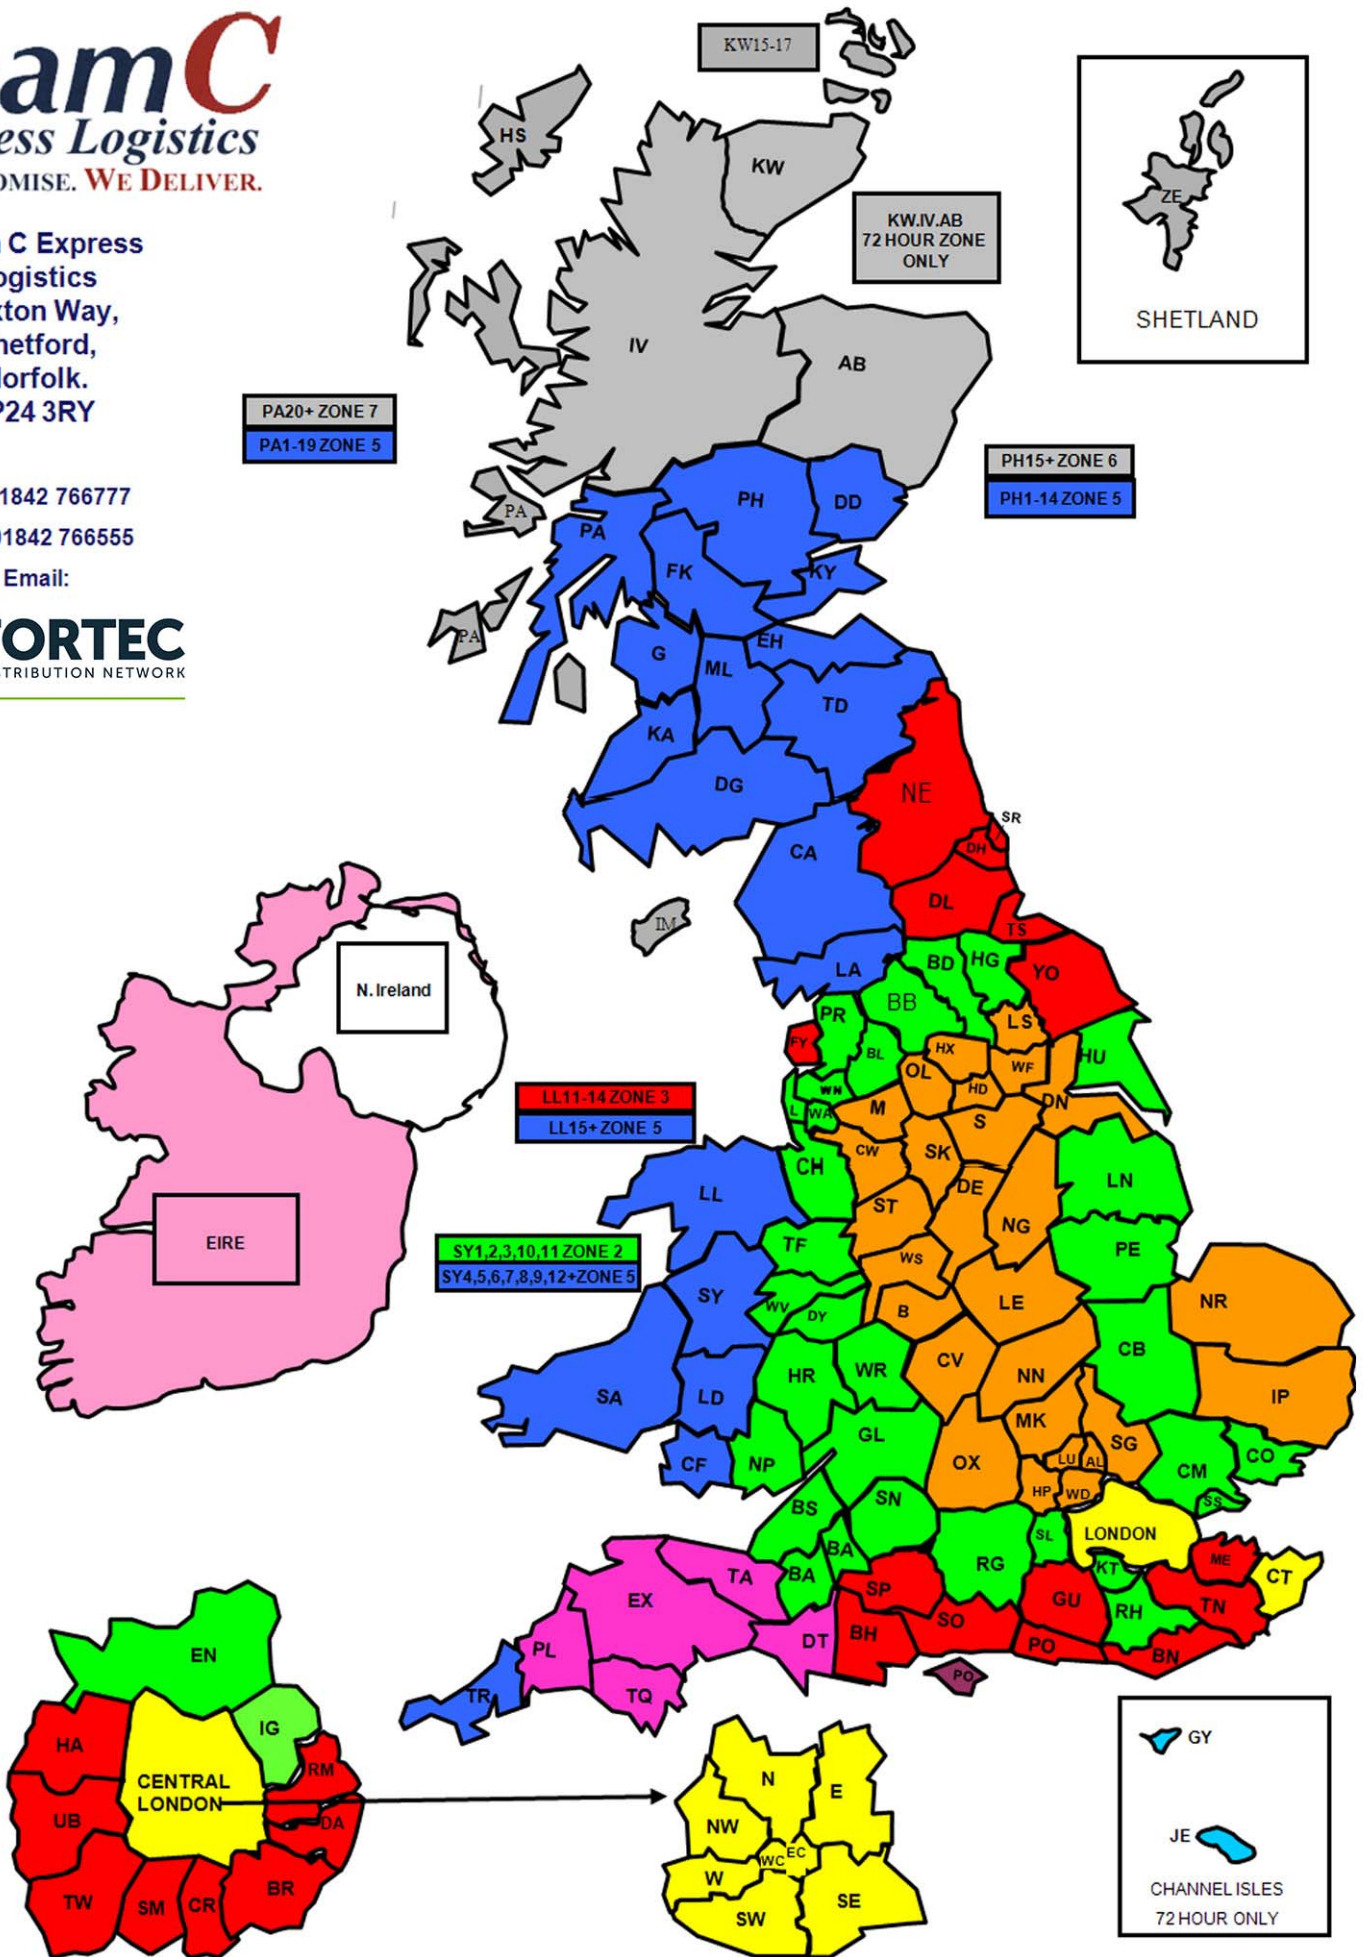 amC
ess Logistics
OMISE. WE DELIVER.
C Express
ogistics
xton Way,
hetford,
Norfolk.
P24 3RY
1842 766777
01842 766555
Email:
FORTEC
STRIBUTION NETWORK
KW15-17
HS
KW
KW.IV.AB
72 HOUR ZONE
ONLY
ZE
SHETLAND
IV
AB
PA20+ ZONE 7
PA1-19 ZONE 5
PH15+ ZONE 6
PH1-14 ZONE 5
PH
DD
PA
PA
FK
KY
PA
G
ML
EH
KA
TD
DG
NE
SR
DH
CA
DL
TS
IM
LA
BD
HG
YO
N. Ireland
BB
PR
LS
FY
BL
HX
OL
WF
HU
WN
HD
L
WA
M
DN
S
LL11-14 ZONE 3
LL15+ ZONE 5
CW
SK
CH
LL
DE
LN
ST
NG
EIRE
SY1,2,3,10,11 ZONE 2
SY4,5,6,7,8,9,12+ZONE 5
TF
WS
PE
SY
WV
DY
B
LE
NR
CV
CB
HR
WR
NN
SA
LD
IP
MK
GL
SG
CF
NP
OX
LU
AL
CM
CO
HP
WD
SS
BS
SN
SL
LONDON
BA
RG
KT
ME
TA
BA
CT
EX
SP
GU
RH
TN
SO
PL
DT
BH
PO
BN
TR
TQ
PO
EN
IG
HA
RM
CENTRAL
LONDON
UB
DA
TW
SM
CR
BR
N
E
NW
WC
EC
W
SW
SE
GY
JE
CHANNEL ISLES
72 HOUR ONLY